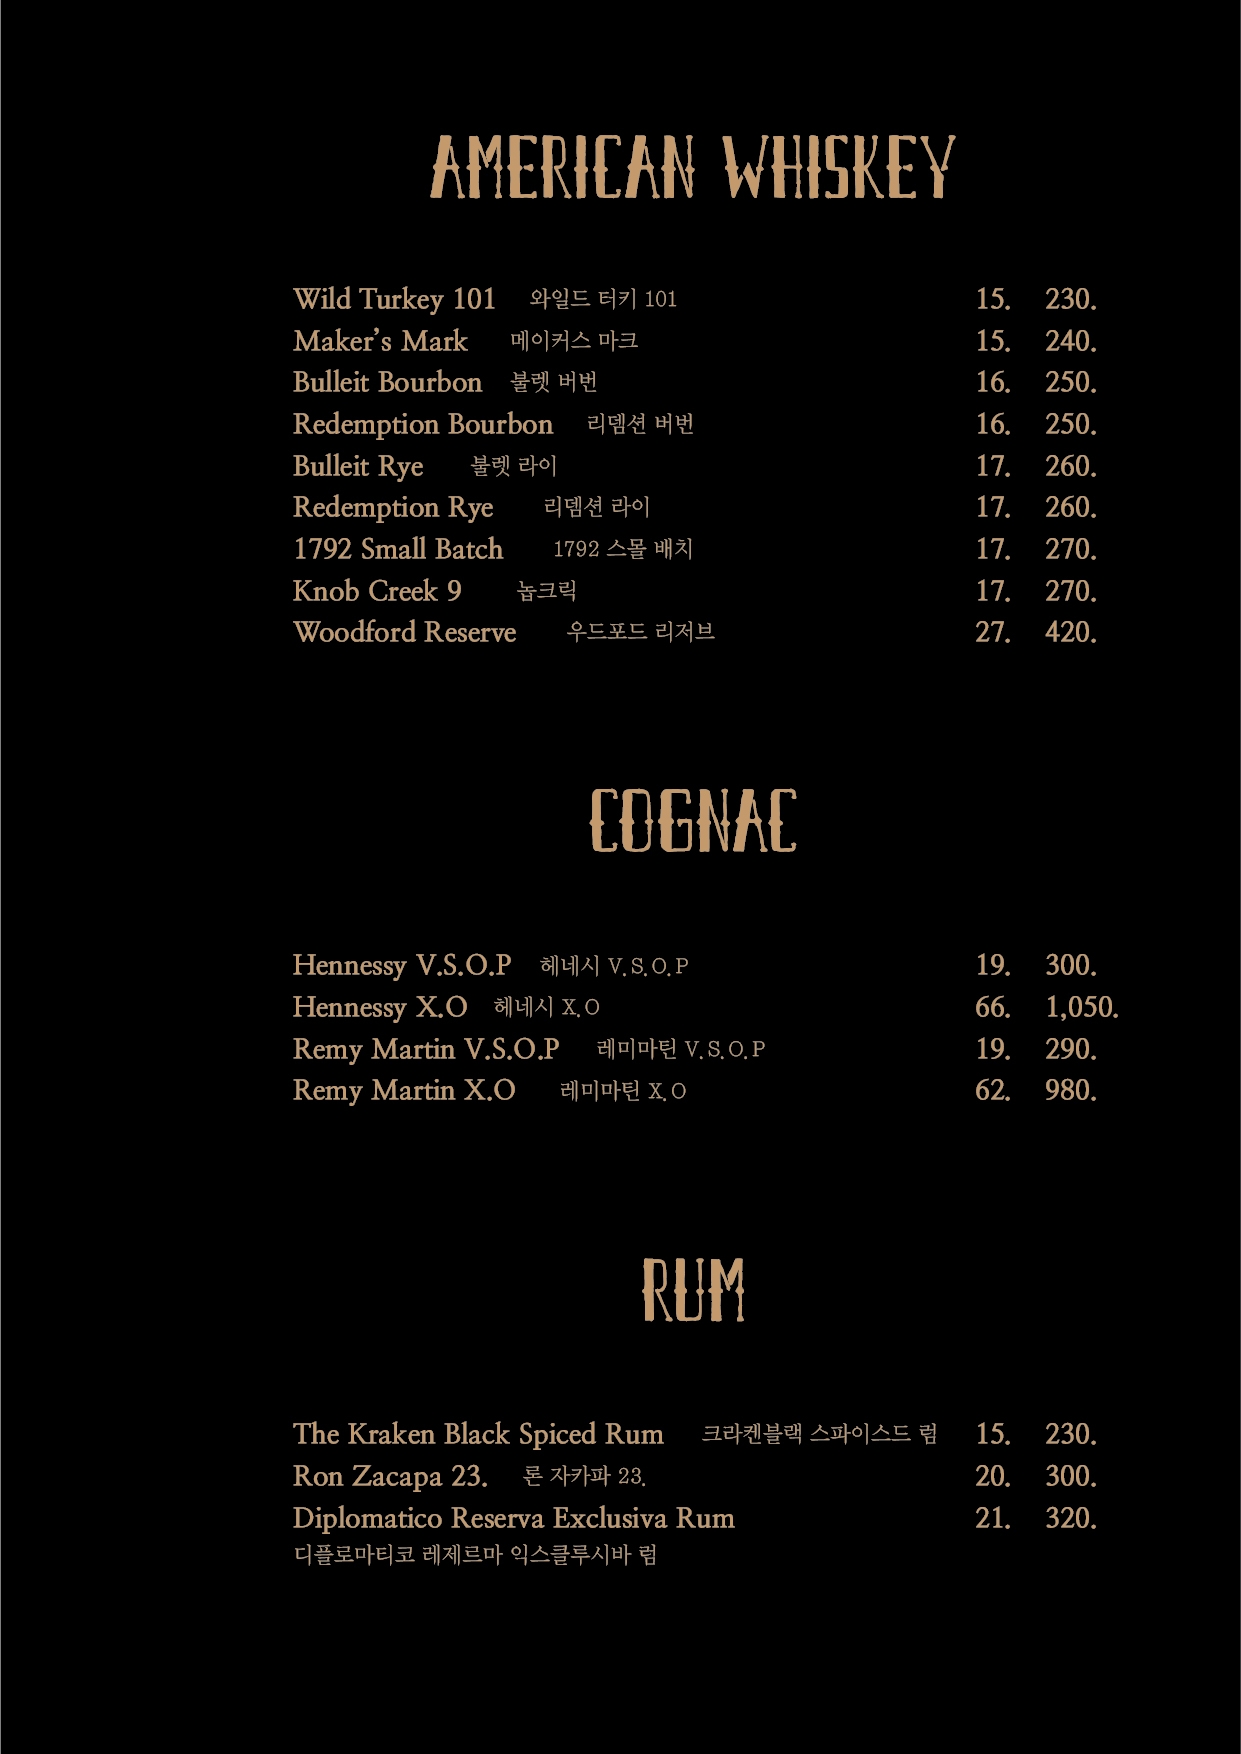 AMERICAN WHISKEY
Wild Turkey 101 와일드 터키 101 15. 230.
Maker's Mark 메이커스 마크 15. 240.
Bulleit Bourbon 불렛 버번 16. 250.
Redemption Bourbon 리뎀션 버번 16. 250.
Bulleit Rye 불렛 라이 17. 260.
Redemption Rye 리뎀션 라이 17. 260.
1792 Small Batch 1792 스몰 배치 17. 270.
Knob Creek 9 놉크릭 17. 270.
Woodford Reserve 우드포드 리저브 27. 420.
COGNAC
Hennessy V.S.O.P 헤네시 V.S.O.P 19. 300.
Hennessy X.O 헤네시 X.O 66. 1,050.
Remy Martin V.S.O.P 레미마틴 V.S.O.P 19. 290.
Remy Martin X.O 레미마틴 X.O 62. 980.
RUM
The Kraken Black Spiced Rum 크라켄블랙 스파이스드 럼 15. 230.
Ron Zacapa 23. 론 자카파 23. 20. 300.
Diplomatico Reserva Exclusiva Rum 21. 320.
디플로마티코 레제르마 익스클루시바 럼